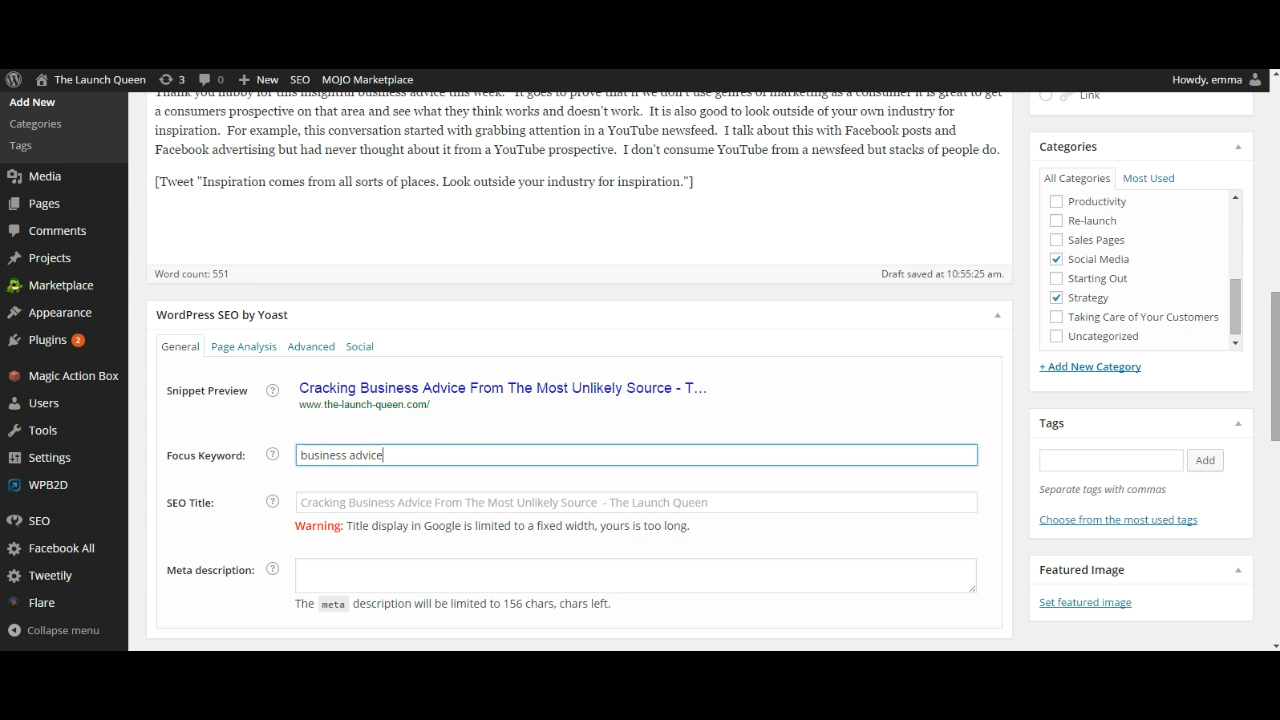 The Launch Queen 3 0 New SEO MOJO Marketplace Howdy, emma
Add New
Categories
Tags
Media
Pages
Comments
Projects
Marketplace
Appearance
Plugins 2
Magic Action Box
Users
Tools
Settings
WPB2D
SEO
Facebook All
Tweetily
Flare
Collapse menu
Thank you hubby for this insightful business advice this week. It goes to prove that if we don't use genres of marketing as a consumer it is great to get
a consumers prospective on that area and see what they think works and doesn't work. It is also good to look outside of your own industry for
inspiration. For example, this conversation started with grabbing attention in a YouTube newsfeed. I talk about this with Facebook posts and
Facebook advertising but had never thought about it from a YouTube prospective. I don't consume YouTube from a newsfeed but stacks of people do.
[Tweet "Inspiration comes from all sorts of places. Look outside your industry for inspiration."]
Word count: 551 Draft saved at 10:55:25 am.
WordPress SEO by Yoast
General Page Analysis Advanced Social
Snippet Preview ? Cracking Business Advice From The Most Unlikely Source - T...
www.the-launch-queen.com/
Focus Keyword: ? business advice
SEO Title: ? Cracking Business Advice From The Most Unlikely Source - The Launch Queen
Warning: Title display in Google is limited to a fixed width, yours is too long.
Meta description: ?
The meta description will be limited to 156 chars, chars left.
Link
Categories
All Categories Most Used
Productivity
Re-launch
Sales Pages
Social Media
Starting Out
Strategy
Taking Care of Your Customers
Uncategorized
+ Add New Category
Tags
Add
Separate tags with commas
Choose from the most used tags
Featured Image
Set featured image